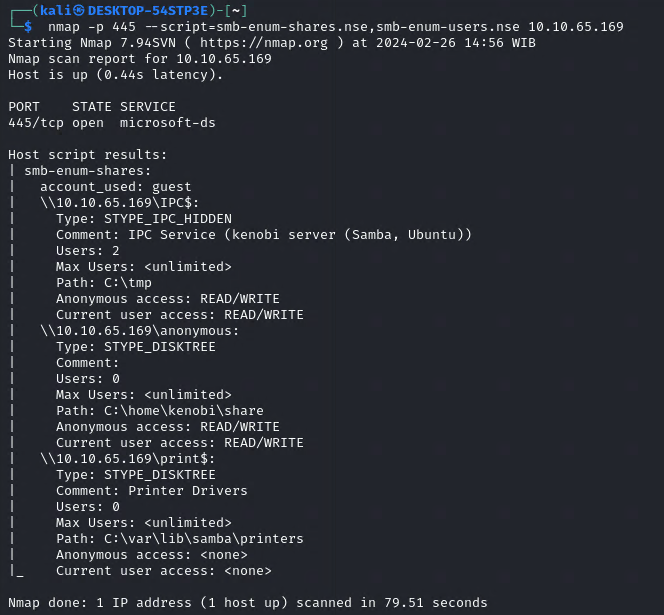 ┌──(kali㉿DESKTOP-54STP3E)-[~]
└─$ nmap -p 445 --script=smb-enum-shares.nse,smb-enum-users.nse 10.10.65.169
Starting Nmap 7.94SVN ( https://nmap.org ) at 2024-02-26 14:56 WIB
Nmap scan report for 10.10.65.169
Host is up (0.44s latency).

PORT    STATE SERVICE
445/tcp open  microsoft-ds

Host script results:
| smb-enum-shares:
|   account_used: guest
|   \\10.10.65.169\IPC$:
|     Type: STYPE_IPC_HIDDEN
|     Comment: IPC Service (kenobi server (Samba, Ubuntu))
|     Users: 2
|     Max Users: <unlimited>
|     Path: C:\tmp
|     Anonymous access: READ/WRITE
|     Current user access: READ/WRITE
|   \\10.10.65.169\anonymous:
|     Type: STYPE_DISKTREE
|     Comment:
|     Users: 0
|     Max Users: <unlimited>
|     Path: C:\home\kenobi\share
|     Anonymous access: READ/WRITE
|     Current user access: READ/WRITE
|   \\10.10.65.169\print$:
|     Type: STYPE_DISKTREE
|     Comment: Printer Drivers
|     Users: 0
|     Max Users: <unlimited>
|     Path: C:\var\lib\samba\printers
|     Anonymous access: <none>
|_    Current user access: <none>

Nmap done: 1 IP address (1 host up) scanned in 79.51 seconds